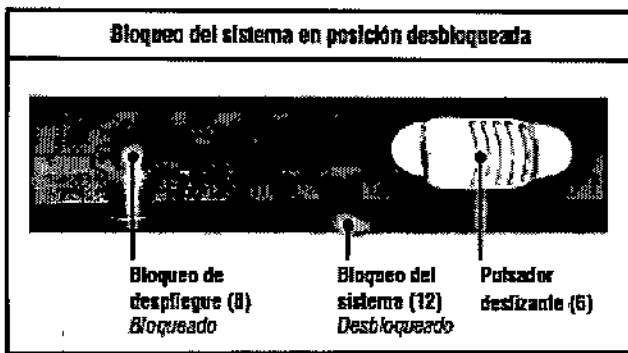 Bloqueo del sistema en posición desbloqueada
Bloqueo de
despliegue (8)
Bloqueado
Bloqueo del
sistema (12)
Desbloqueado
Pulsador
deslizante (6)